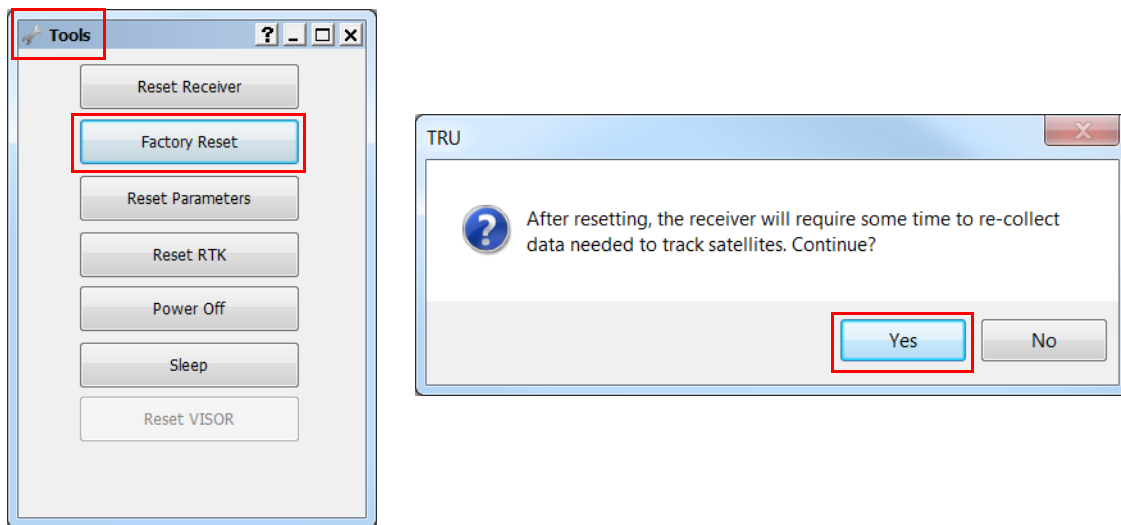 Tools
Reset Receiver
Factory Reset
Reset Parameters
Reset RTK
Power Off
Sleep
Reset VISOR
TRU
After resetting, the receiver will require some time to re-collect
data needed to track satellites. Continue?
Yes
No